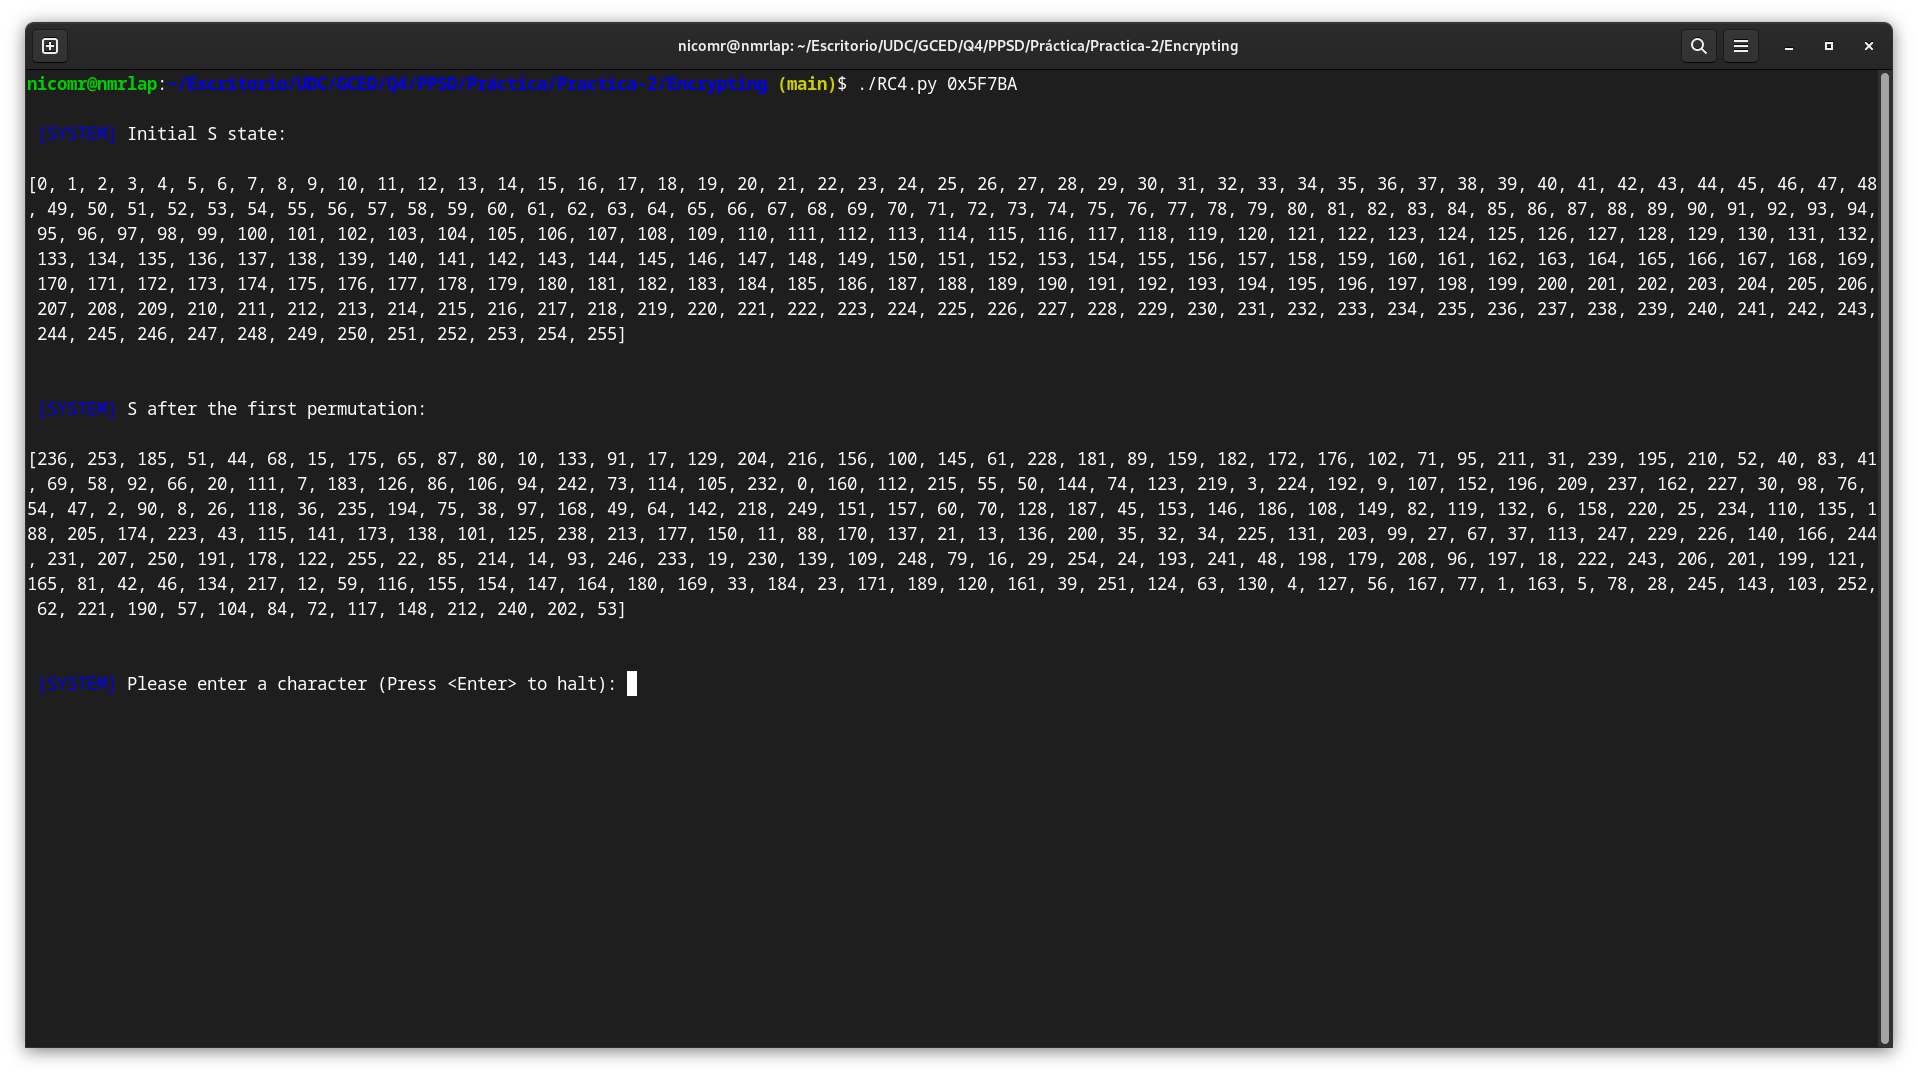 nicomr@nmrlap: ~/Escritorio/UDC/GCED/Q4/PPSD/Práctica/Practica-2/Encrypting
nicomr@nmrlap:~/Escritorio/UDC/GCED/Q4/PPSD/Práctica/Practica-2/Encrypting (main)$ ./RC4.py 0x5F7BA
[SYSTEM] Initial S state:
[0, 1, 2, 3, 4, 5, 6, 7, 8, 9, 10, 11, 12, 13, 14, 15, 16, 17, 18, 19, 20, 21, 22, 23, 24, 25, 26, 27, 28, 29, 30, 31, 32, 33, 34, 35, 36, 37, 38, 39, 40, 41, 42, 43, 44, 45, 46, 47, 48
, 49, 50, 51, 52, 53, 54, 55, 56, 57, 58, 59, 60, 61, 62, 63, 64, 65, 66, 67, 68, 69, 70, 71, 72, 73, 74, 75, 76, 77, 78, 79, 80, 81, 82, 83, 84, 85, 86, 87, 88, 89, 90, 91, 92, 93, 94,
95, 96, 97, 98, 99, 100, 101, 102, 103, 104, 105, 106, 107, 108, 109, 110, 111, 112, 113, 114, 115, 116, 117, 118, 119, 120, 121, 122, 123, 124, 125, 126, 127, 128, 129, 130, 131, 132,
133, 134, 135, 136, 137, 138, 139, 140, 141, 142, 143, 144, 145, 146, 147, 148, 149, 150, 151, 152, 153, 154, 155, 156, 157, 158, 159, 160, 161, 162, 163, 164, 165, 166, 167, 168, 169,
170, 171, 172, 173, 174, 175, 176, 177, 178, 179, 180, 181, 182, 183, 184, 185, 186, 187, 188, 189, 190, 191, 192, 193, 194, 195, 196, 197, 198, 199, 200, 201, 202, 203, 204, 205, 206,
207, 208, 209, 210, 211, 212, 213, 214, 215, 216, 217, 218, 219, 220, 221, 222, 223, 224, 225, 226, 227, 228, 229, 230, 231, 232, 233, 234, 235, 236, 237, 238, 239, 240, 241, 242, 243,
244, 245, 246, 247, 248, 249, 250, 251, 252, 253, 254, 255]
[SYSTEM] S after the first permutation:
[236, 253, 185, 51, 44, 68, 15, 175, 65, 87, 80, 10, 133, 91, 17, 129, 204, 216, 156, 100, 145, 61, 228, 181, 89, 159, 182, 172, 176, 102, 71, 95, 211, 31, 239, 195, 210, 52, 40, 83, 41
, 69, 58, 92, 66, 20, 111, 7, 183, 126, 86, 106, 94, 242, 73, 114, 105, 232, 0, 160, 112, 215, 55, 50, 144, 74, 123, 219, 3, 224, 192, 9, 107, 152, 196, 209, 237, 162, 227, 30, 98, 76,
54, 47, 2, 90, 8, 26, 118, 36, 235, 194, 75, 38, 97, 168, 49, 64, 142, 218, 249, 151, 157, 60, 70, 128, 187, 45, 153, 146, 186, 108, 149, 82, 119, 132, 6, 158, 220, 25, 234, 110, 135, 1
88, 205, 174, 223, 43, 115, 141, 173, 138, 101, 125, 238, 213, 177, 150, 11, 88, 170, 137, 21, 13, 136, 200, 35, 32, 34, 225, 131, 203, 99, 27, 67, 37, 113, 247, 229, 226, 140, 166, 244
, 231, 207, 250, 191, 178, 122, 255, 22, 85, 214, 14, 93, 246, 233, 19, 230, 139, 109, 248, 79, 16, 29, 254, 24, 193, 241, 48, 198, 179, 208, 96, 197, 18, 222, 243, 206, 201, 199, 121,
165, 81, 42, 46, 134, 217, 12, 59, 116, 155, 154, 147, 164, 180, 169, 33, 184, 23, 171, 189, 120, 161, 39, 251, 124, 63, 130, 4, 127, 56, 167, 77, 1, 163, 5, 78, 28, 245, 143, 103, 252,
62, 221, 190, 57, 104, 84, 72, 117, 148, 212, 240, 202, 53]
[SYSTEM] Please enter a character (Press <Enter> to halt):